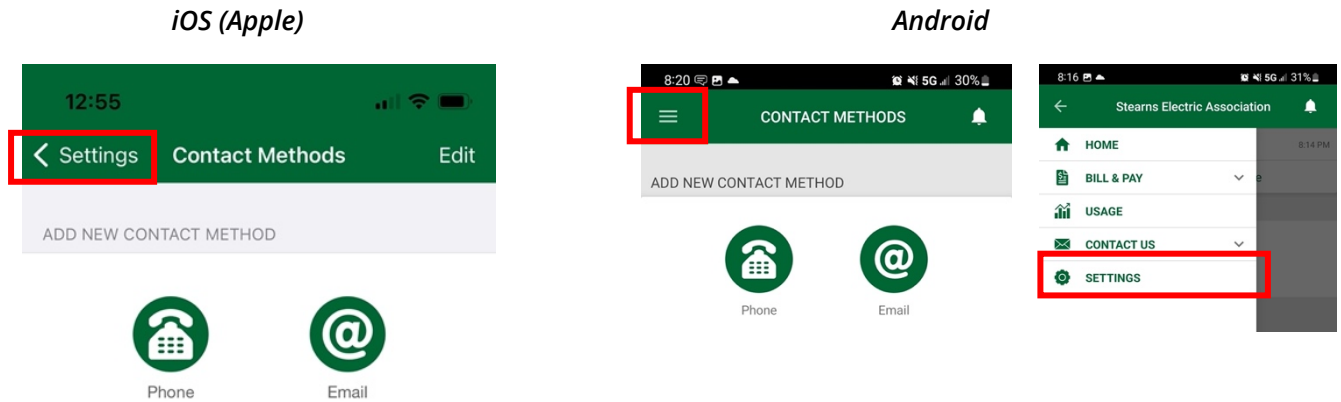 iOS (Apple)
Android
12:55
Settings
Contact Methods
Edit
ADD NEW CONTACT METHOD
Phone
Email
8:20
5G
30%
CONTACT METHODS
ADD NEW CONTACT METHOD
@
Phone
Email
8:16
5G
31%
Stearns Electric Association
HOME
8:14 PM
BILL & PAY
e
USAGE
CONTACT US
SETTINGS
@